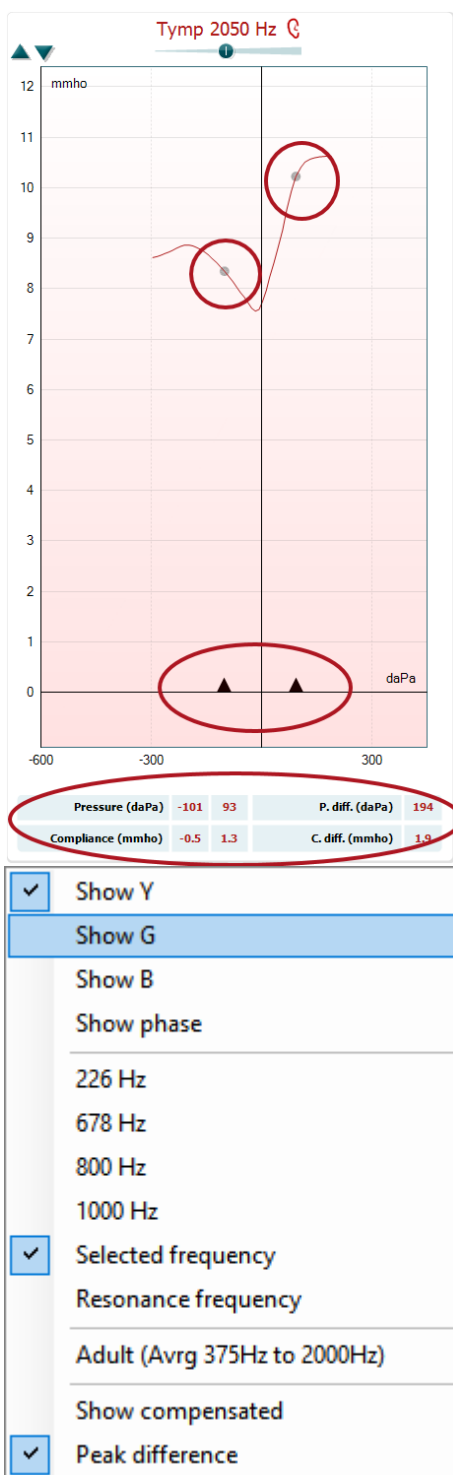 Tymp 2050 Hz
mmho
12
11
10
9
8
7
6
5
4
3
2
1
0
daPa
-600 -300 300
Pressure (daPa) -101 93 P. diff. (daPa) 194
Compliance (mmho) -0.5 1.3 C. diff. (mmho) 1.9
Show Y
Show G
Show B
Show phase
226 Hz
678 Hz
800 Hz
1000 Hz
Selected frequency
Resonance frequency
Adult (Avrg 375Hz to 2000Hz)
Show compensated
Peak difference